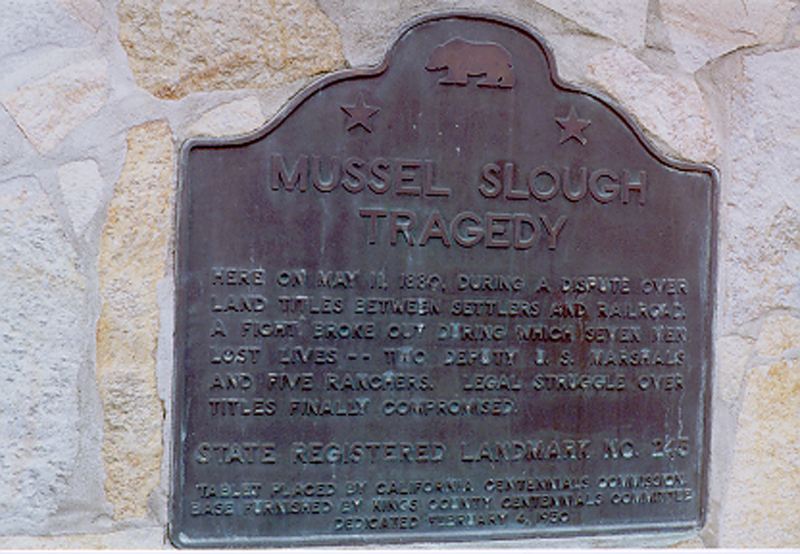 MUSSEL SLOUGH
TRAGEDY
HERE ON MAY 11, 1880, DURING A DISPUTE OVER
LAND TITLES BETWEEN SETTLERS AND RAILROAD,
A FIGHT BROKE OUT DURING WHICH SEVEN MEN
LOST LIVES -- TWO DEPUTY U.S. MARSHALS
AND FIVE RANCHERS. LEGAL STRUGGLE OVER
TITLES FINALLY COMPROMISED.
STATE REGISTERED LANDMARK NO. 245
TABLET PLACED BY CALIFORNIA CENTENNIALS COMMISSION.
BASE FURNISHED BY KINGS COUNTY CENTENNIALS COMMITTEE
DEDICATED FEBRUARY 4, 1950